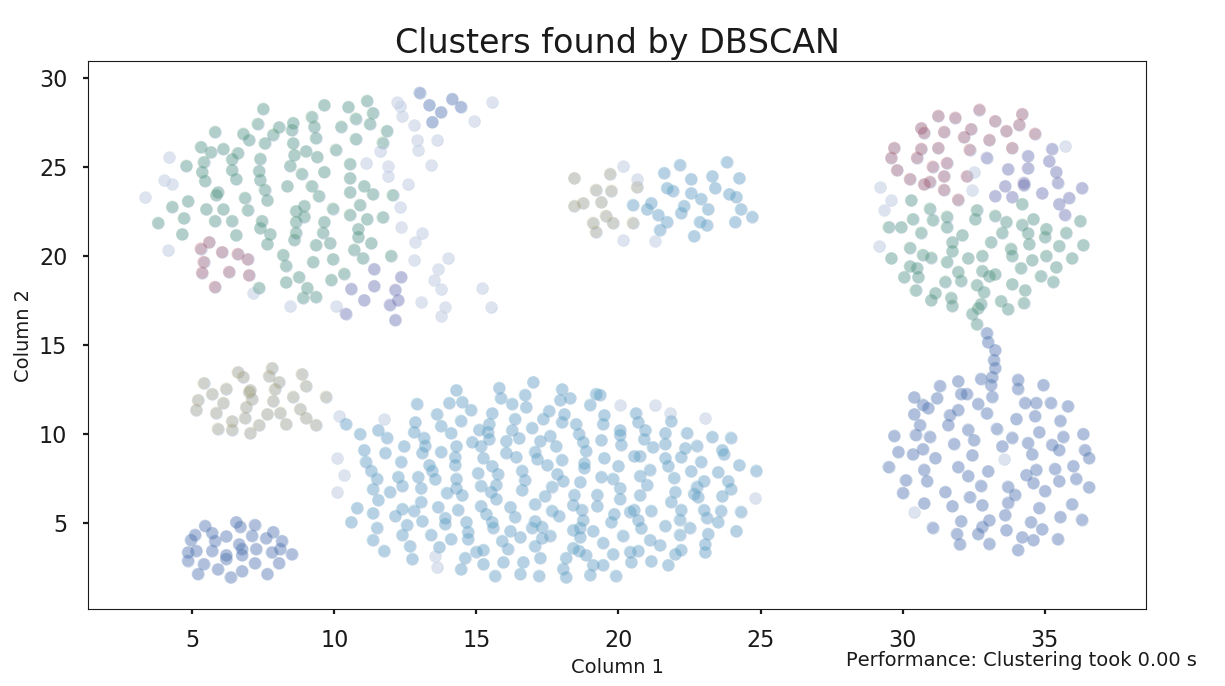 Clusters found by DBSCAN
30
25
20
15
10
5
Column 2
5 10 15 20 25 30 35
Column 1
Performance: Clustering took 0.00 s